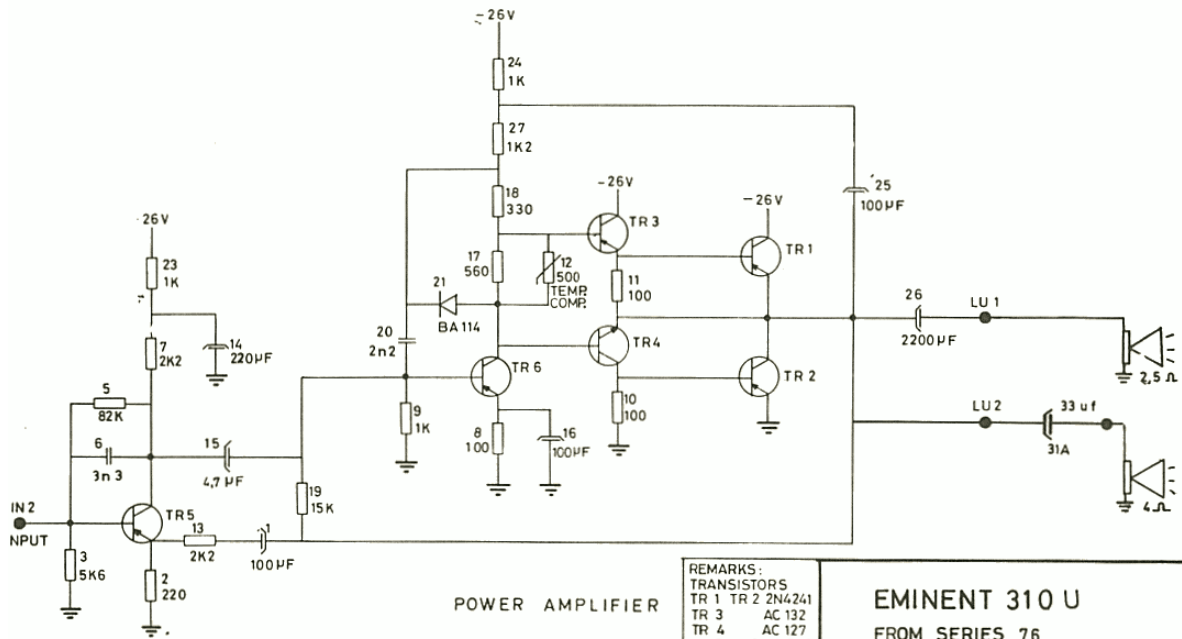 -26V
24
1K
27
1K2
18
330
-26V
TR 3
-26V
25
100µF
26V
23
1K
17
560
12
500
TEMP.
COMP.
11
100
TR 1
21
BA 114
26
2200µF
LU 1
14
220µF
7
2K2
20
2n2
TR 6
TR4
TR 2
2,5 Ω
5
82K
9
1K
8
100
16
100µF
10
100
LU2
33 uf
31A
6
3n3
15
4,7 µF
19
15K
4Ω
IN 2
NPUT
TR5
13
2K2
1
100µF
3
5K6
2
220
POWER AMPLIFIER
REMARKS:
TRANSISTORS
TR 1 TR 2 2N4241
TR 3 AC 132
TR 4 AC 127
EMINENT 310 U
FROM SERIES 76